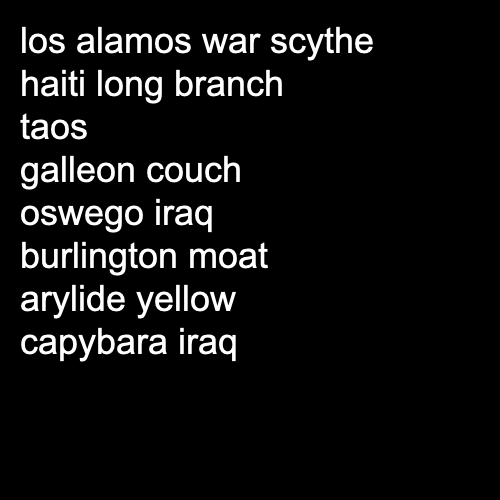 los alamos war scythe
haiti long branch
taos
galleon couch
oswego iraq
burlington moat
arylide yellow
capybara iraq